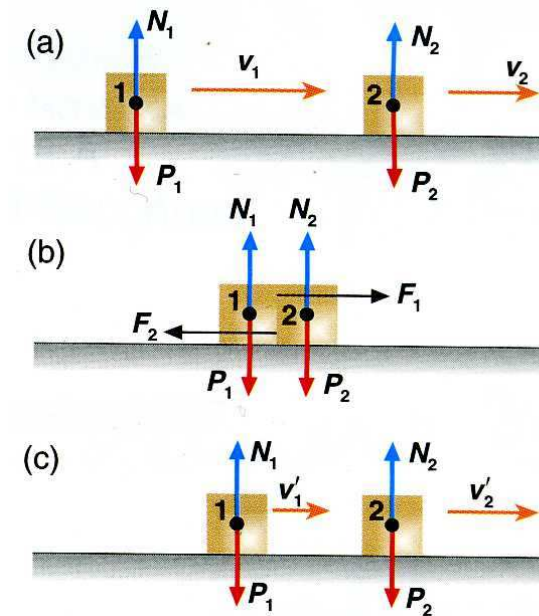 (a)
N₁ N₂
1 v₁ 2 v₂
P₁ P₂
(b)
N₁ N₂
1 2 F₁
F₂
P₁ P₂
(c)
N₁ N₂
1 v′₁ 2 v′₂
P₁ P₂